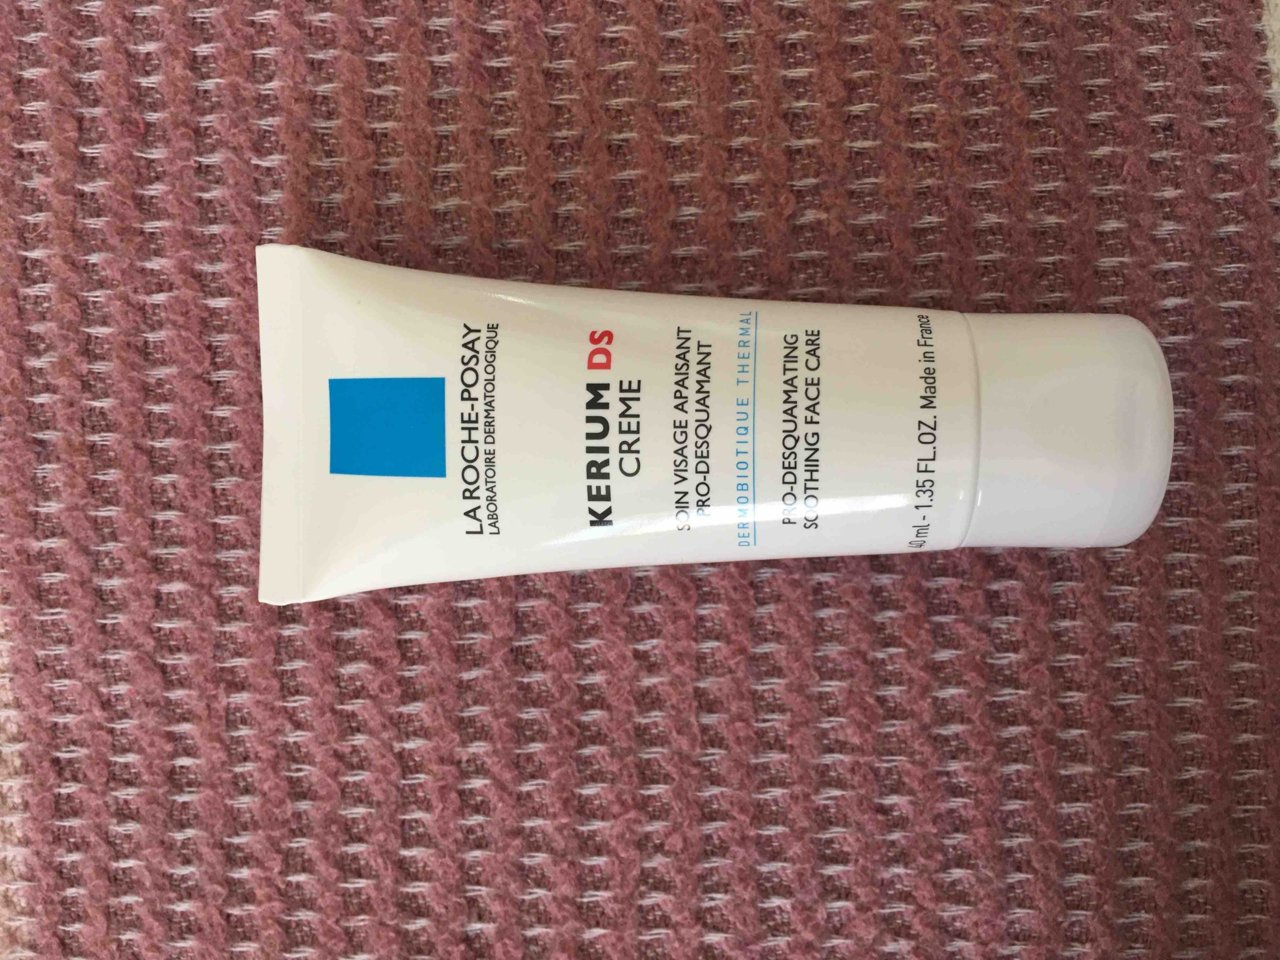 LA ROCHE-POSAY
LABORATOIRE DERMATOLOGIQUE
KERIUM DS
CREME
SOIN VISAGE APAISANT
PRO-DESQUAMANT
DERMOBIOTIQUE THERMAL
PRO-DESQUAMATING
SOOTHING FACE CARE
40 ml - 1.35 FL.OZ. Made in France